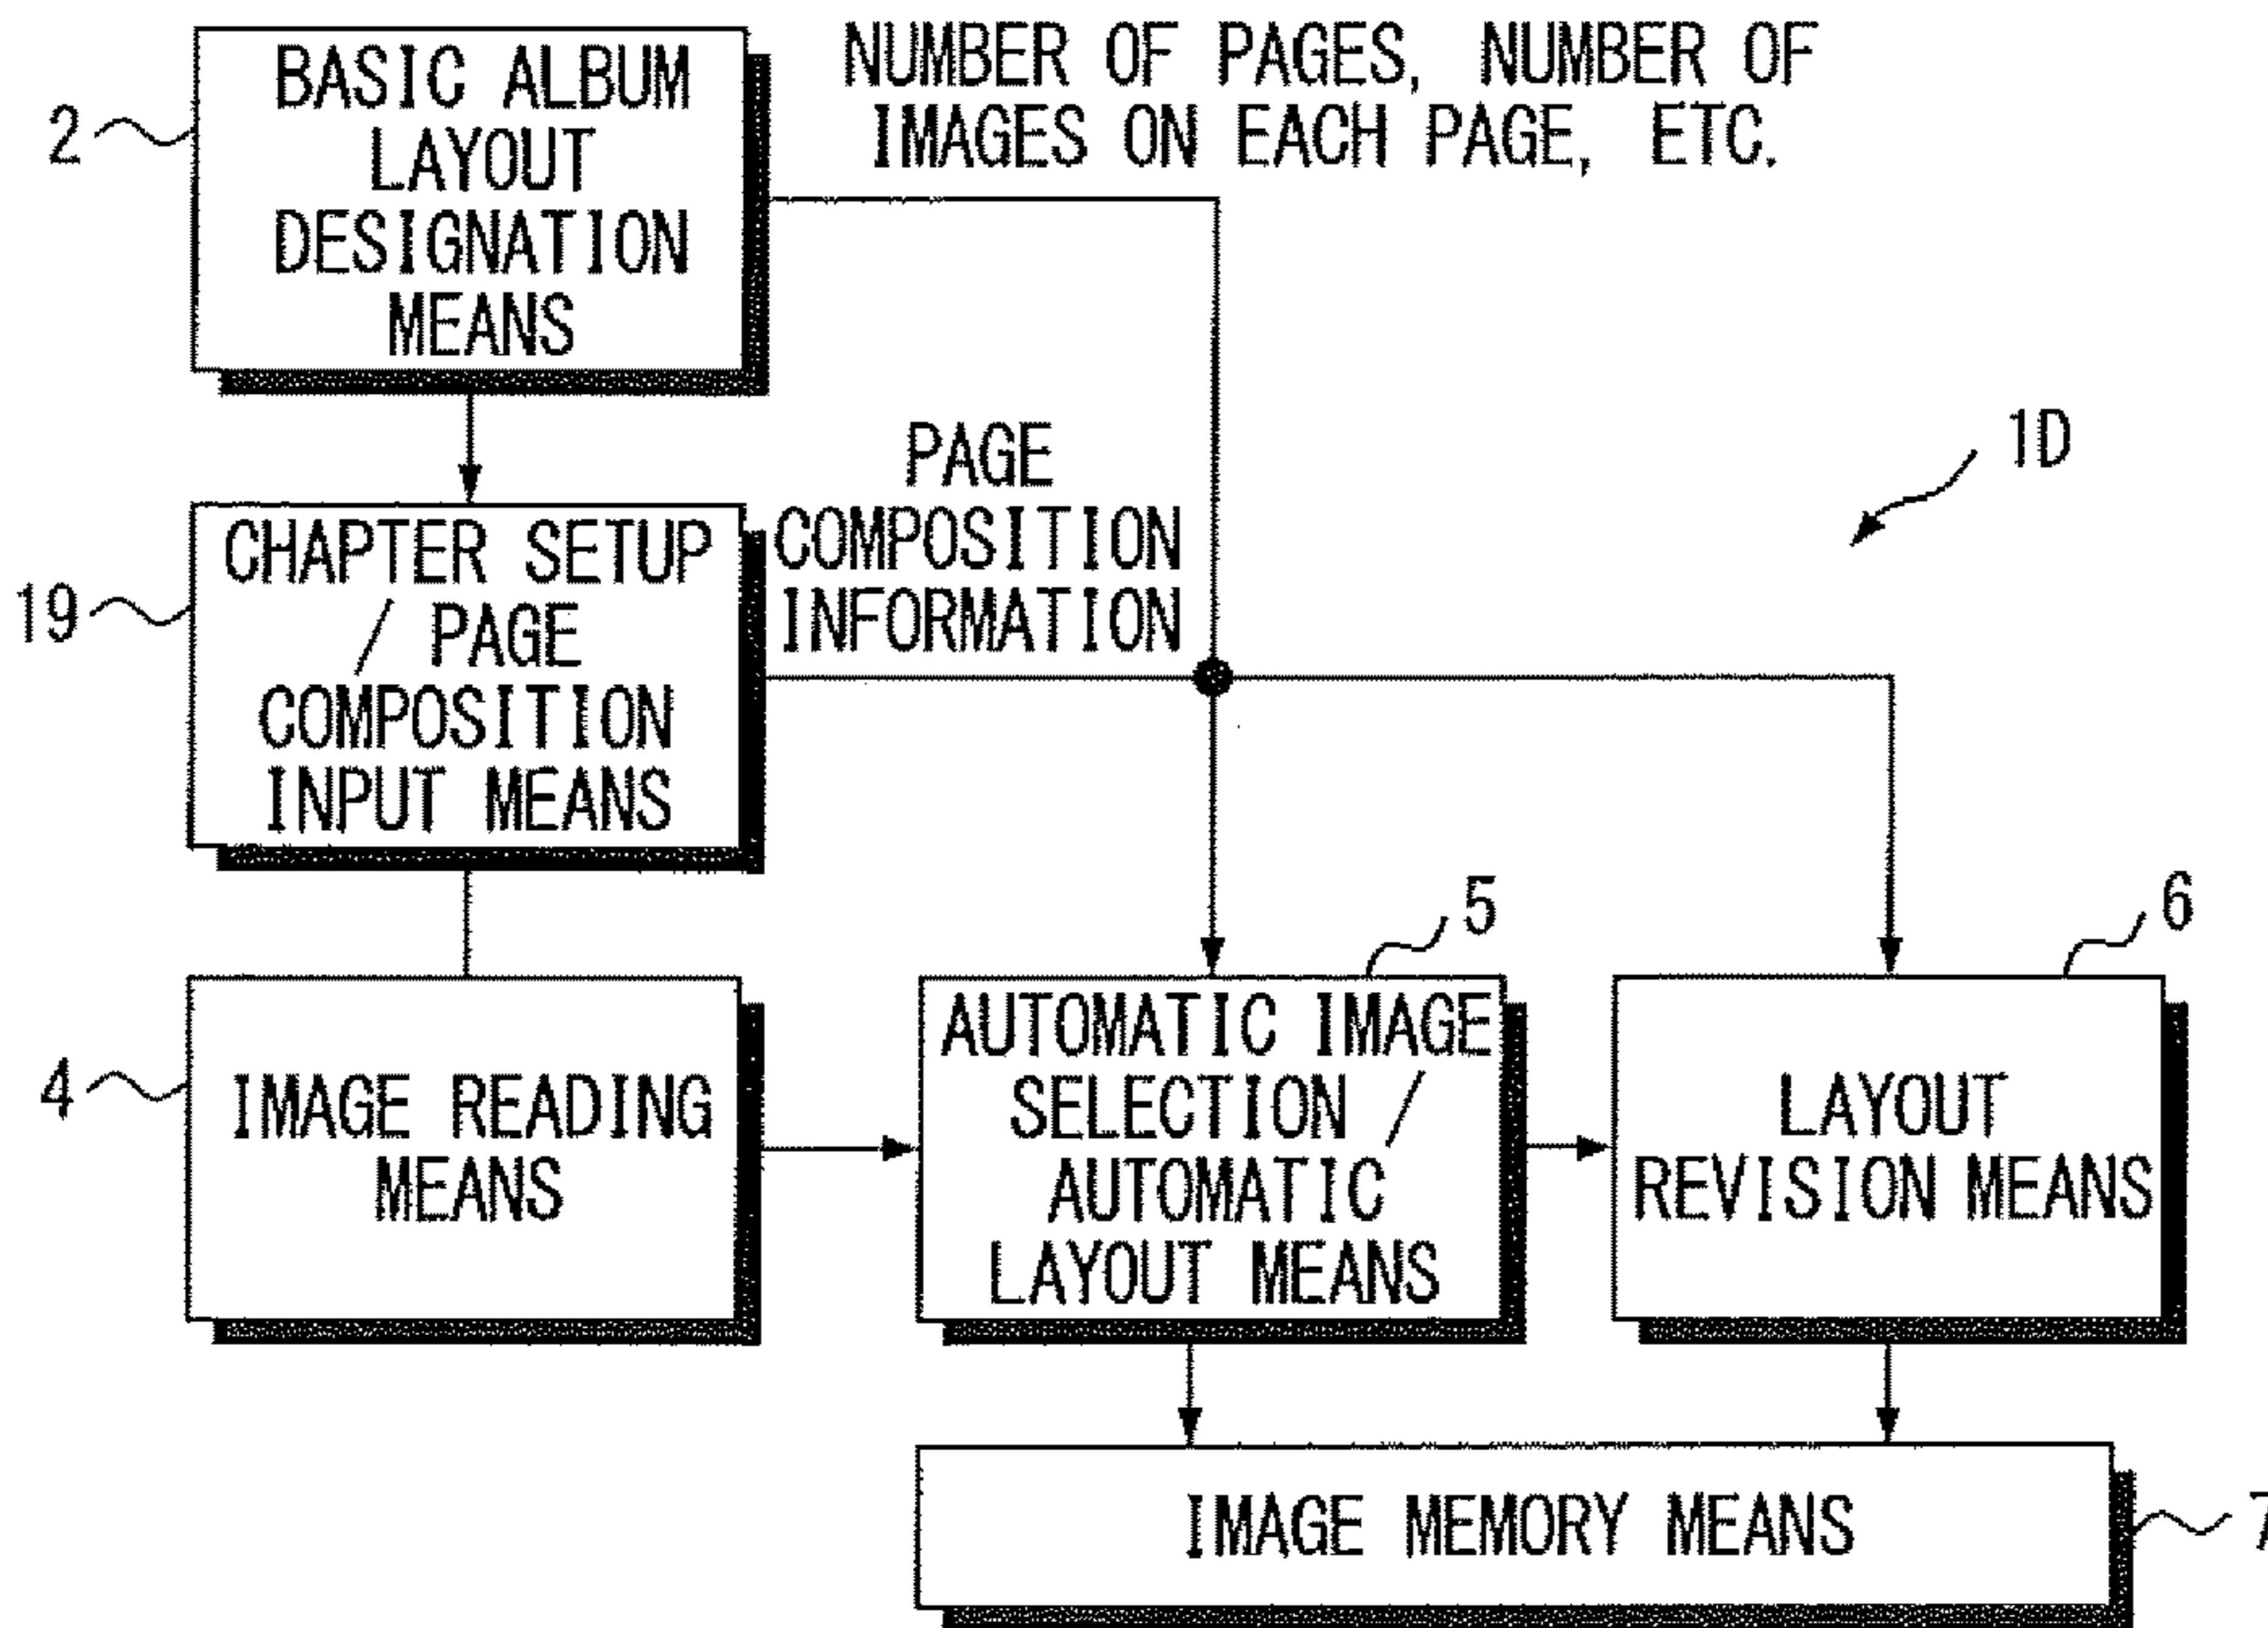 BASIC ALBUM
LAYOUT
DESIGNATION
MEANS
2
NUMBER OF PAGES, NUMBER OF
IMAGES ON EACH PAGE, ETC.
1D
CHAPTER SETUP
/ PAGE
COMPOSITION
INPUT MEANS
19
PAGE
COMPOSITION
INFORMATION
4
IMAGE READING
MEANS
5
AUTOMATIC IMAGE
SELECTION /
AUTOMATIC
LAYOUT MEANS
6
LAYOUT
REVISION MEANS
IMAGE MEMORY MEANS
7